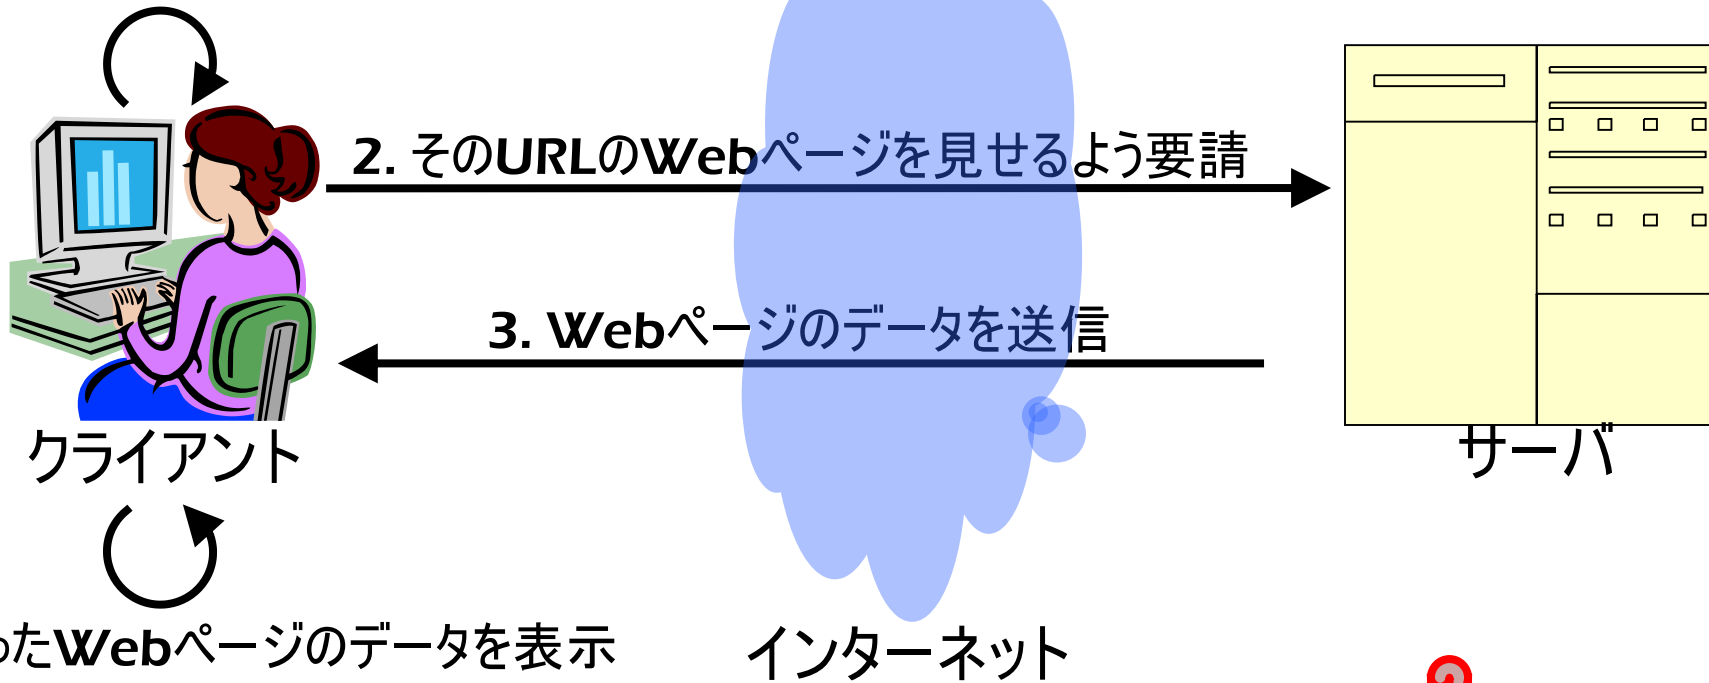 2. そのURLのWebページを見せるよう要請
3. Webページのデータを送信
クライアント
サーバ
たWebページのデータを表示
インターネット